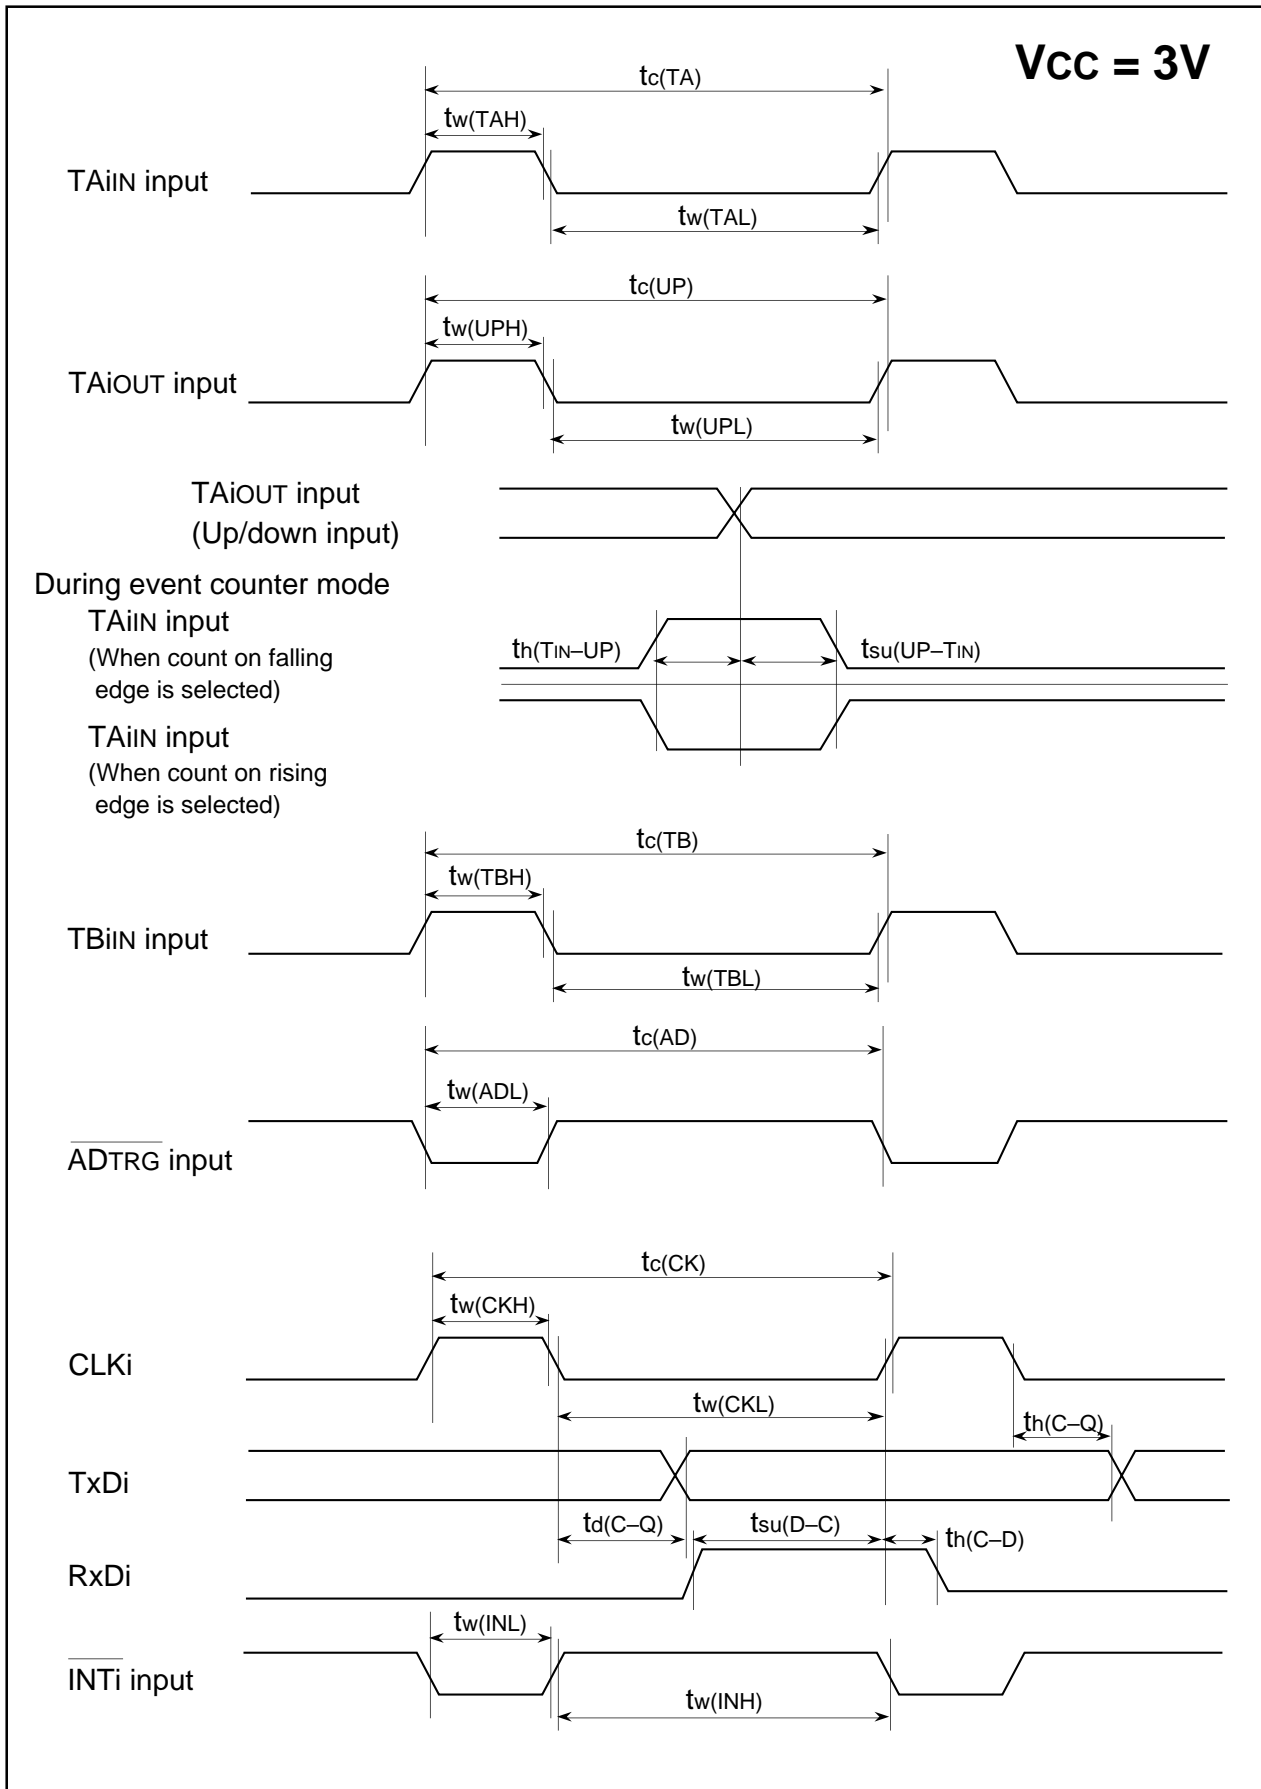 VCC = 3V
tc(TA)
tw(TAH)
TAiIN input
tw(TAL)
tc(UP)
tw(UPH)
TAiOUT input
tw(UPL)
TAiOUT input
(Up/down input)
During event counter mode
TAiIN input
(When count on falling
edge is selected)
th(TIN–UP)
tsu(UP–TIN)
TAiIN input
(When count on rising
edge is selected)
tc(TB)
tw(TBH)
TBiIN input
tw(TBL)
tc(AD)
tw(ADL)
ADTRG input
tc(CK)
tw(CKH)
CLKi
tw(CKL)
th(C–Q)
TxDi
td(C–Q)
tsu(D–C)
th(C–D)
RxDi
tw(INL)
INTi input
tw(INH)